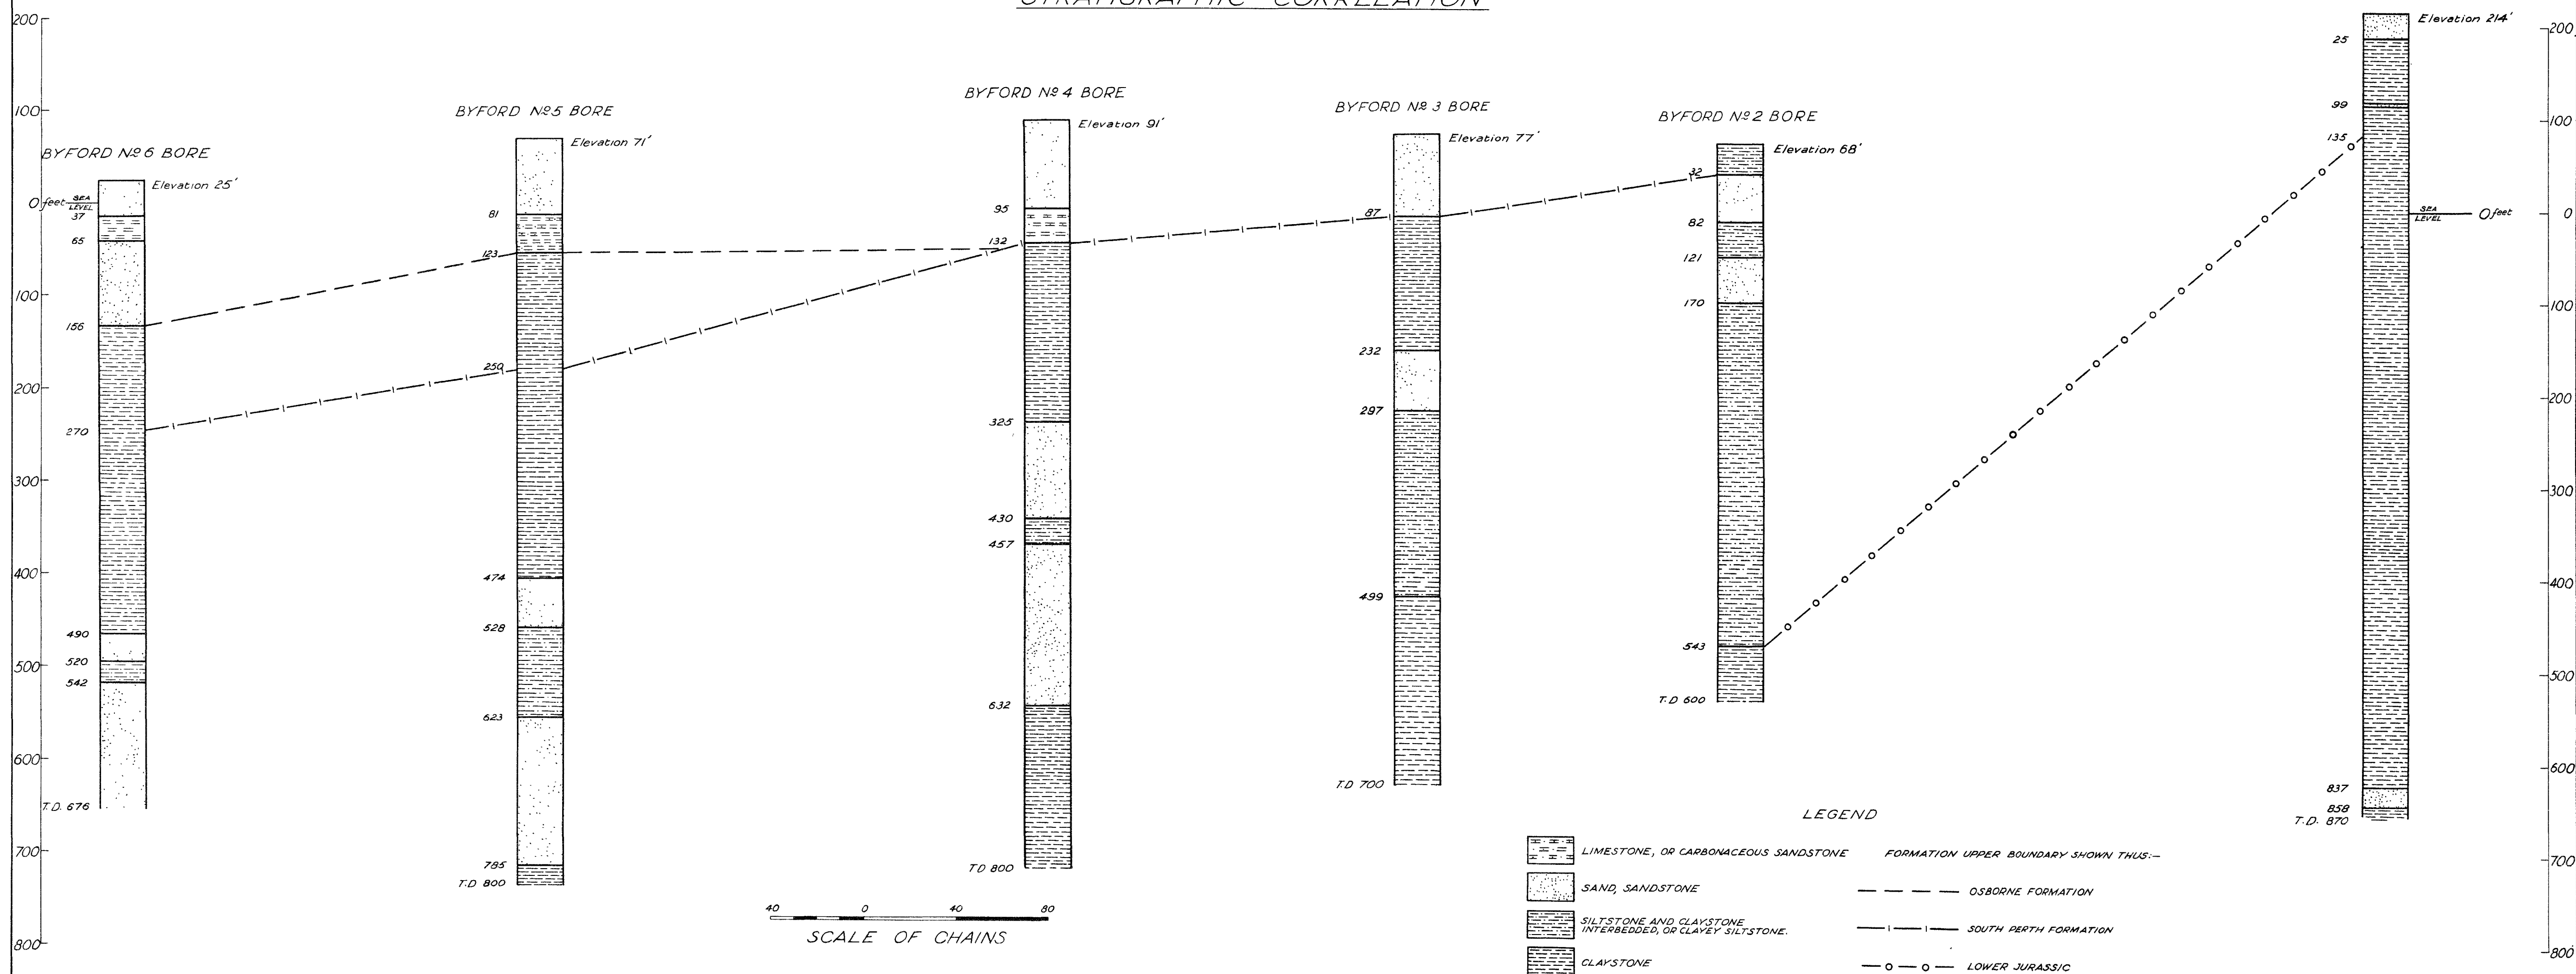 STRATIGRAPHIC CORRELATION
200
100
0 feet
SEA
LEVEL
100
200
300
400
500
600
700
800
BYFORD Nº 6 BORE
Elevation 25'
37
65
156
270
490
520
542
T.D. 676
BYFORD Nº 5 BORE
Elevation 71'
81
123
250
474
528
623
785
T.D 800
BYFORD Nº 4 BORE
Elevation 91'
95
132
325
430
457
632
T D 800
BYFORD Nº 3 BORE
Elevation 77'
87
232
297
499
T.D 700
BYFORD Nº 2 BORE
Elevation 68'
32
82
121
170
543
T.D 600
Elevation 214'
25
99
135
837
858
T.D. 870
200
100
SEA
LEVEL
0 feet
0
100
200
300
400
500
600
700
800
40 0 40 80
SCALE OF CHAINS
LEGEND
LIMESTONE, OR CARBONACEOUS SANDSTONE
SAND, SANDSTONE
SILTSTONE AND CLAYSTONE
INTERBEDDED, OR CLAYEY SILTSTONE.
CLAYSTONE
FORMATION UPPER BOUNDARY SHOWN THUS:—
OSBORNE FORMATION
SOUTH PERTH FORMATION
LOWER JURASSIC